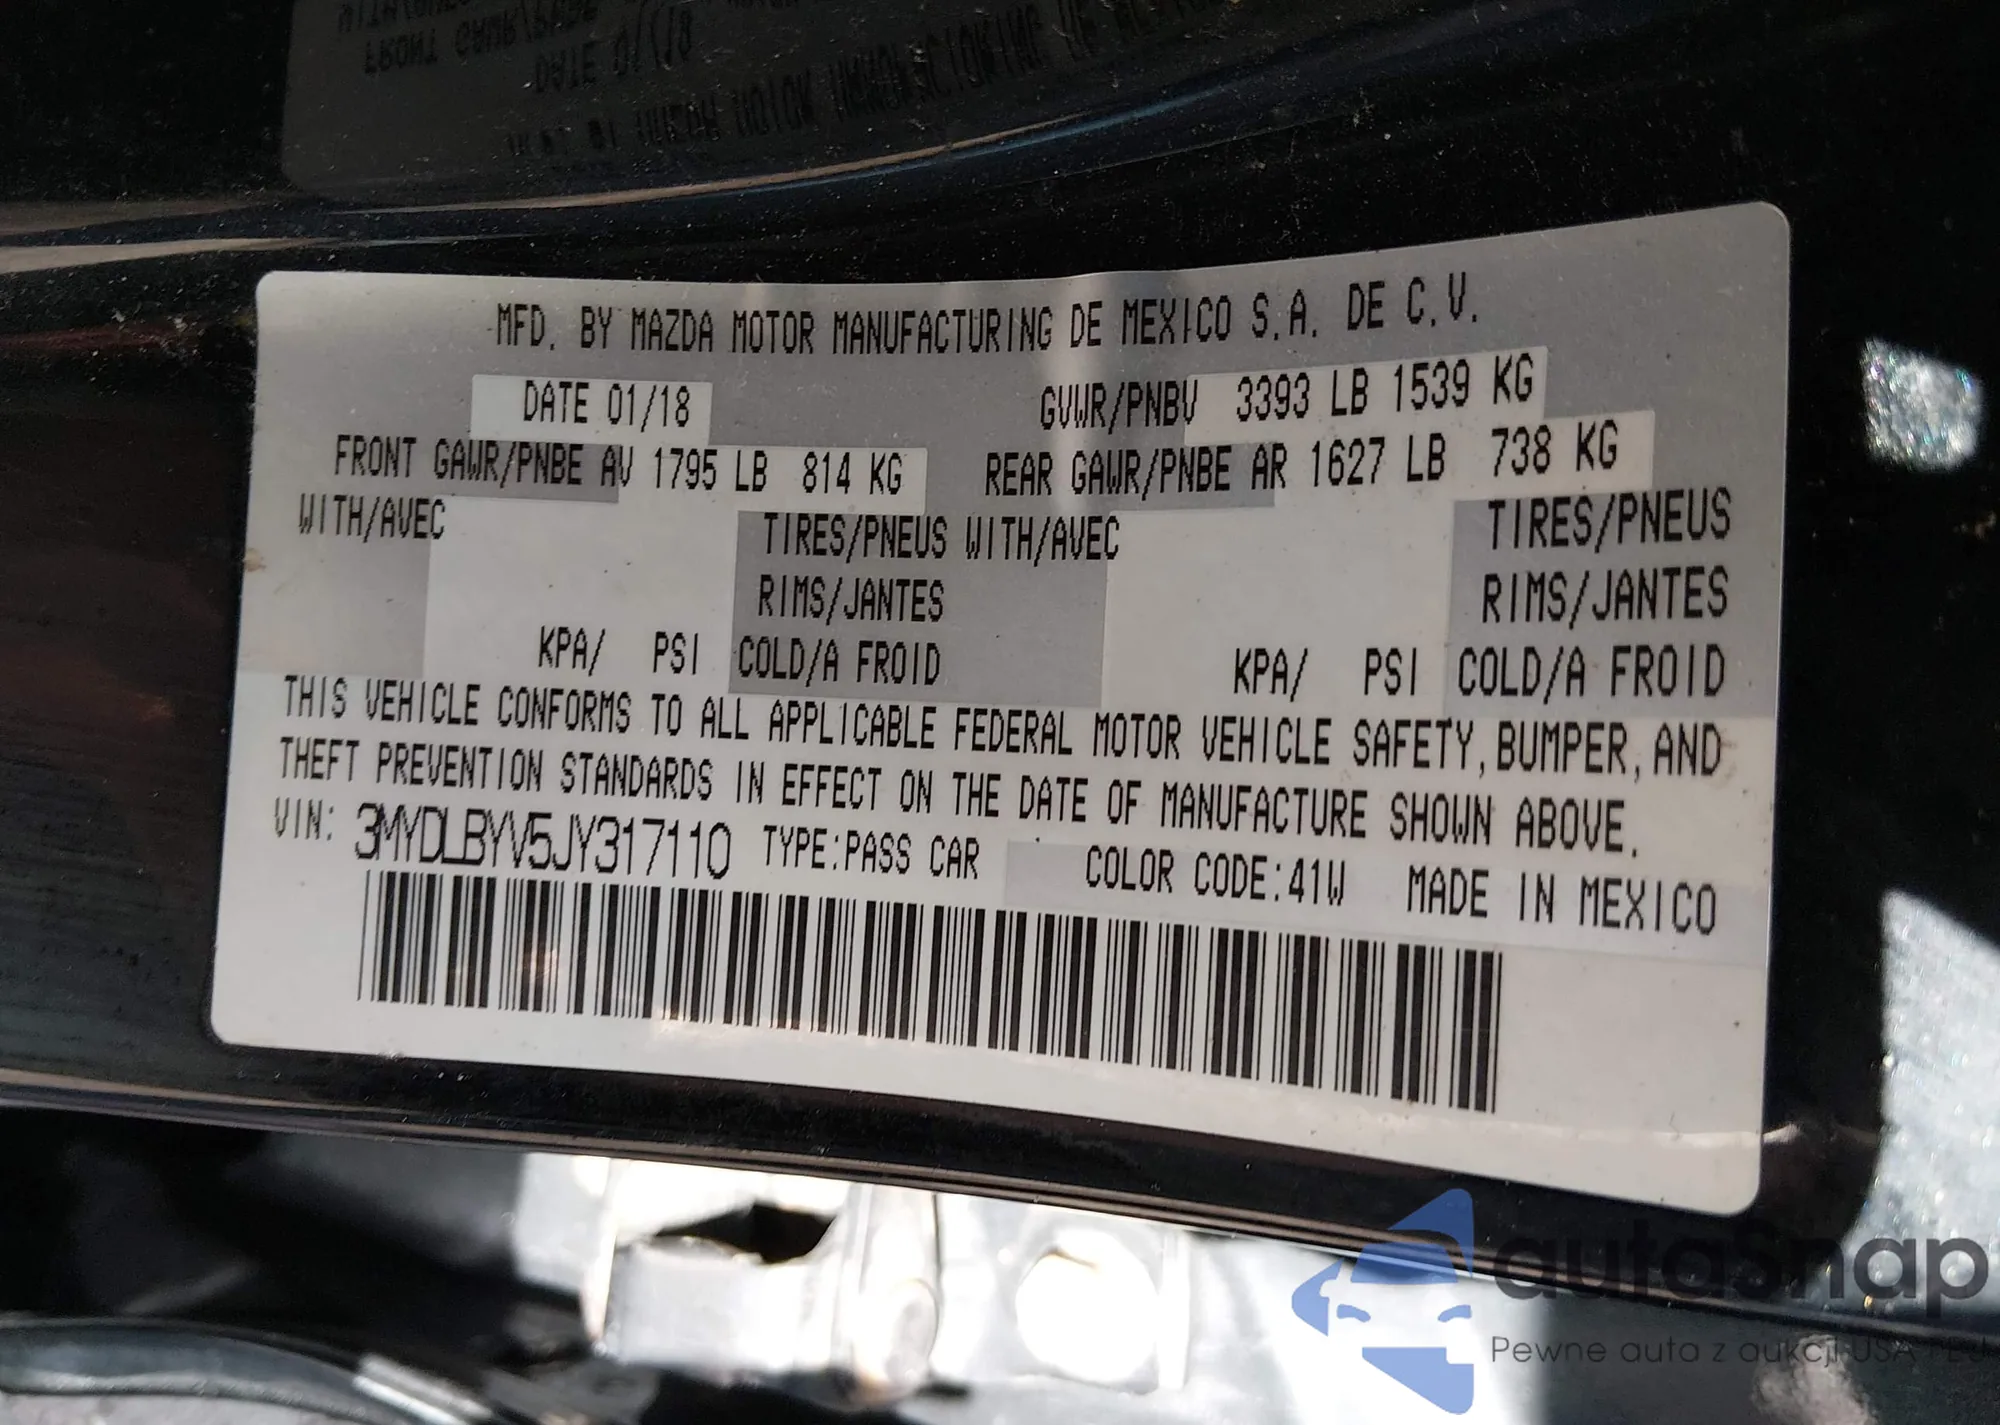 MFD. BY MAZDA MOTOR MANUFACTURING DE MEXICO S.A. DE C.V.
DATE 01/18 GVWR/PNBV 3393 LB 1539 KG
FRONT GAWR/PNBE AV 1795 LB 814 KG REAR GAWR/PNBE AR 1627 LB 738 KG
WITH/AVEC TIRES/PNEUS WITH/AVEC TIRES/PNEUS
RIMS/JANTES RIMS/JANTES
KPA/ PSI COLD/A FROID KPA/ PSI COLD/A FROID
THIS VEHICLE CONFORMS TO ALL APPLICABLE FEDERAL MOTOR VEHICLE SAFETY, BUMPER, AND
THEFT PREVENTION STANDARDS IN EFFECT ON THE DATE OF MANUFACTURE SHOWN ABOVE.
VIN: 3MYDLBYV5JY317110 TYPE:PASS CAR COLOR CODE:41W MADE IN MEXICO
autaSnap
Pewne auta z aukcji USA